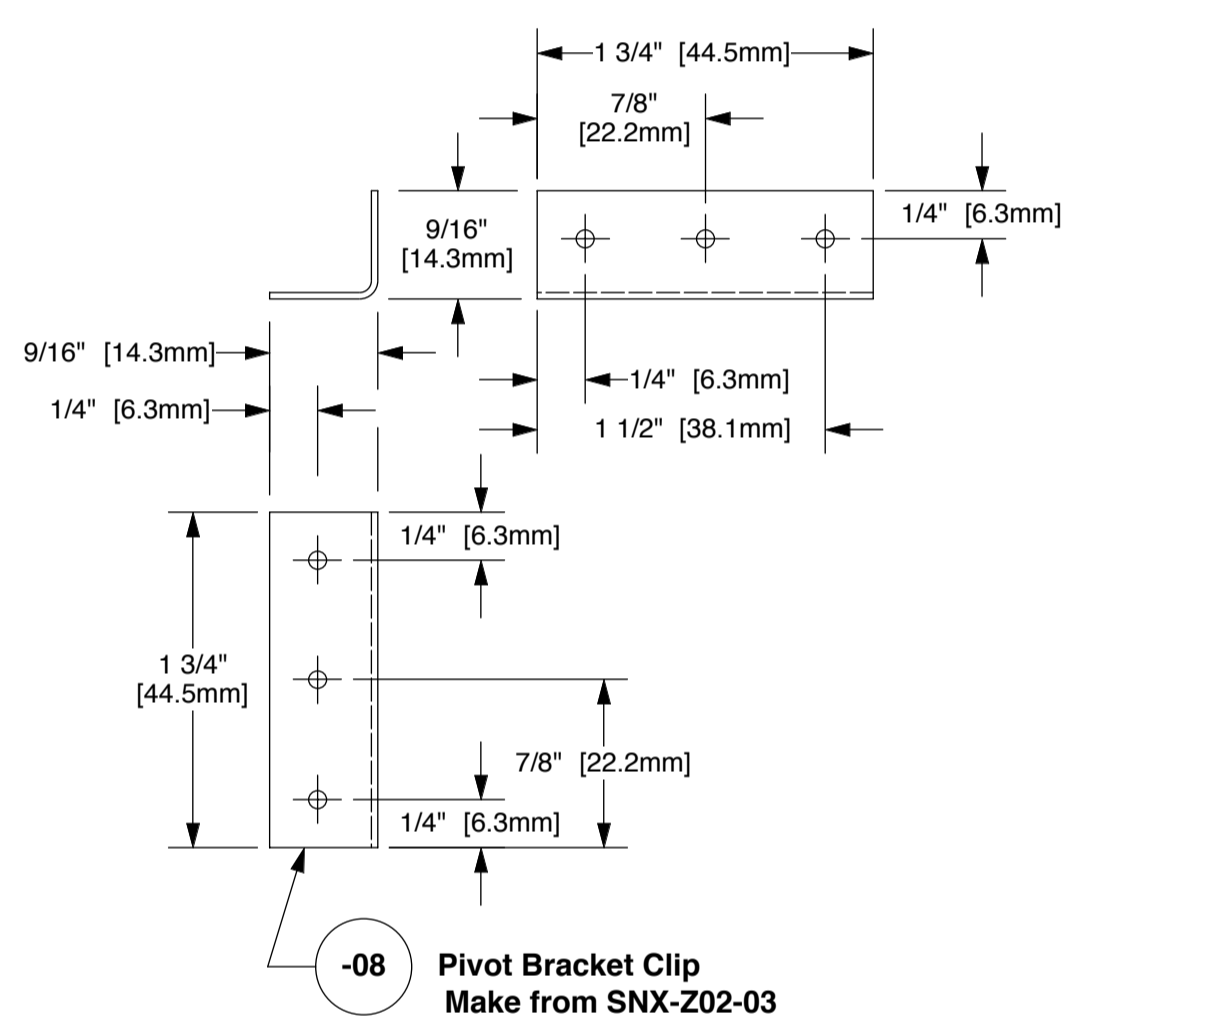 1 3/4" [44.5mm]
7/8"
[22.2mm]
1/4" [6.3mm]
9/16"
[14.3mm]
9/16" [14.3mm]
1/4" [6.3mm]
1/4" [6.3mm]
1 1/2" [38.1mm]
1/4" [6.3mm]
1 3/4"
[44.5mm]
7/8" [22.2mm]
1/4" [6.3mm]
-08
Pivot Bracket Clip
Make from SNX-Z02-03